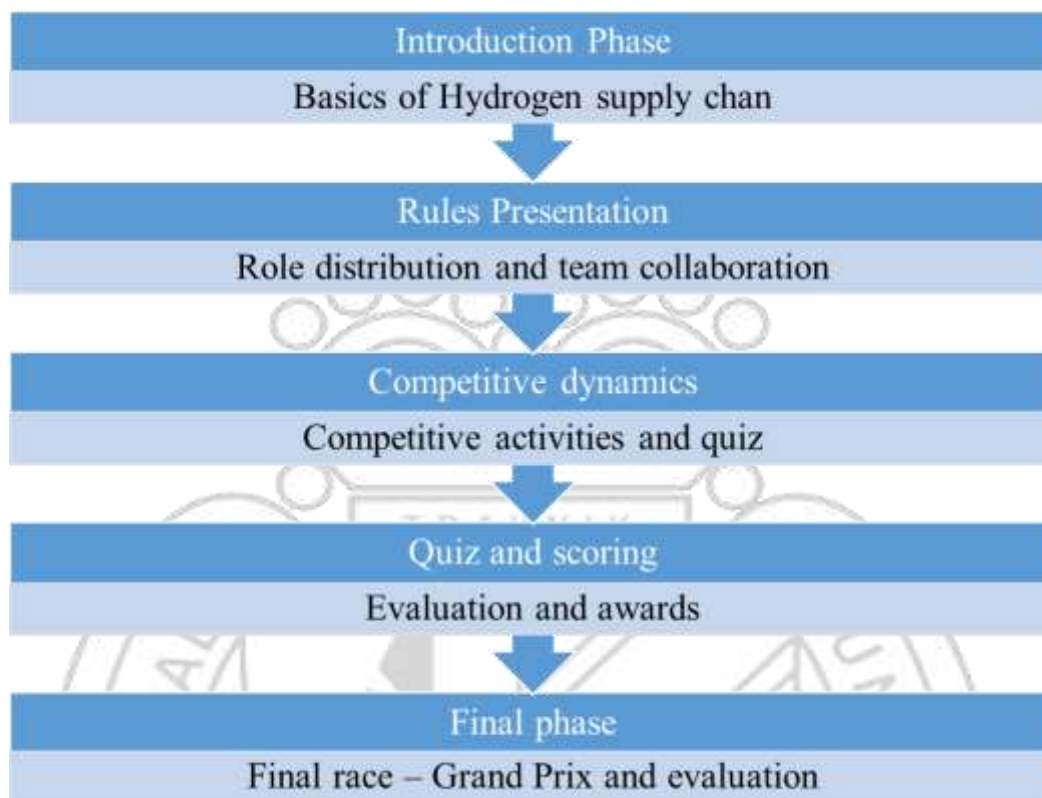 Introduction Phase
Basics of Hydrogen supply chan
Rules Presentation
Role distribution and team collaboration
Competitive dynamics
Competitive activities and quiz
Quiz and scoring
Evaluation and awards
Final phase
Final race – Grand Prix and evaluation